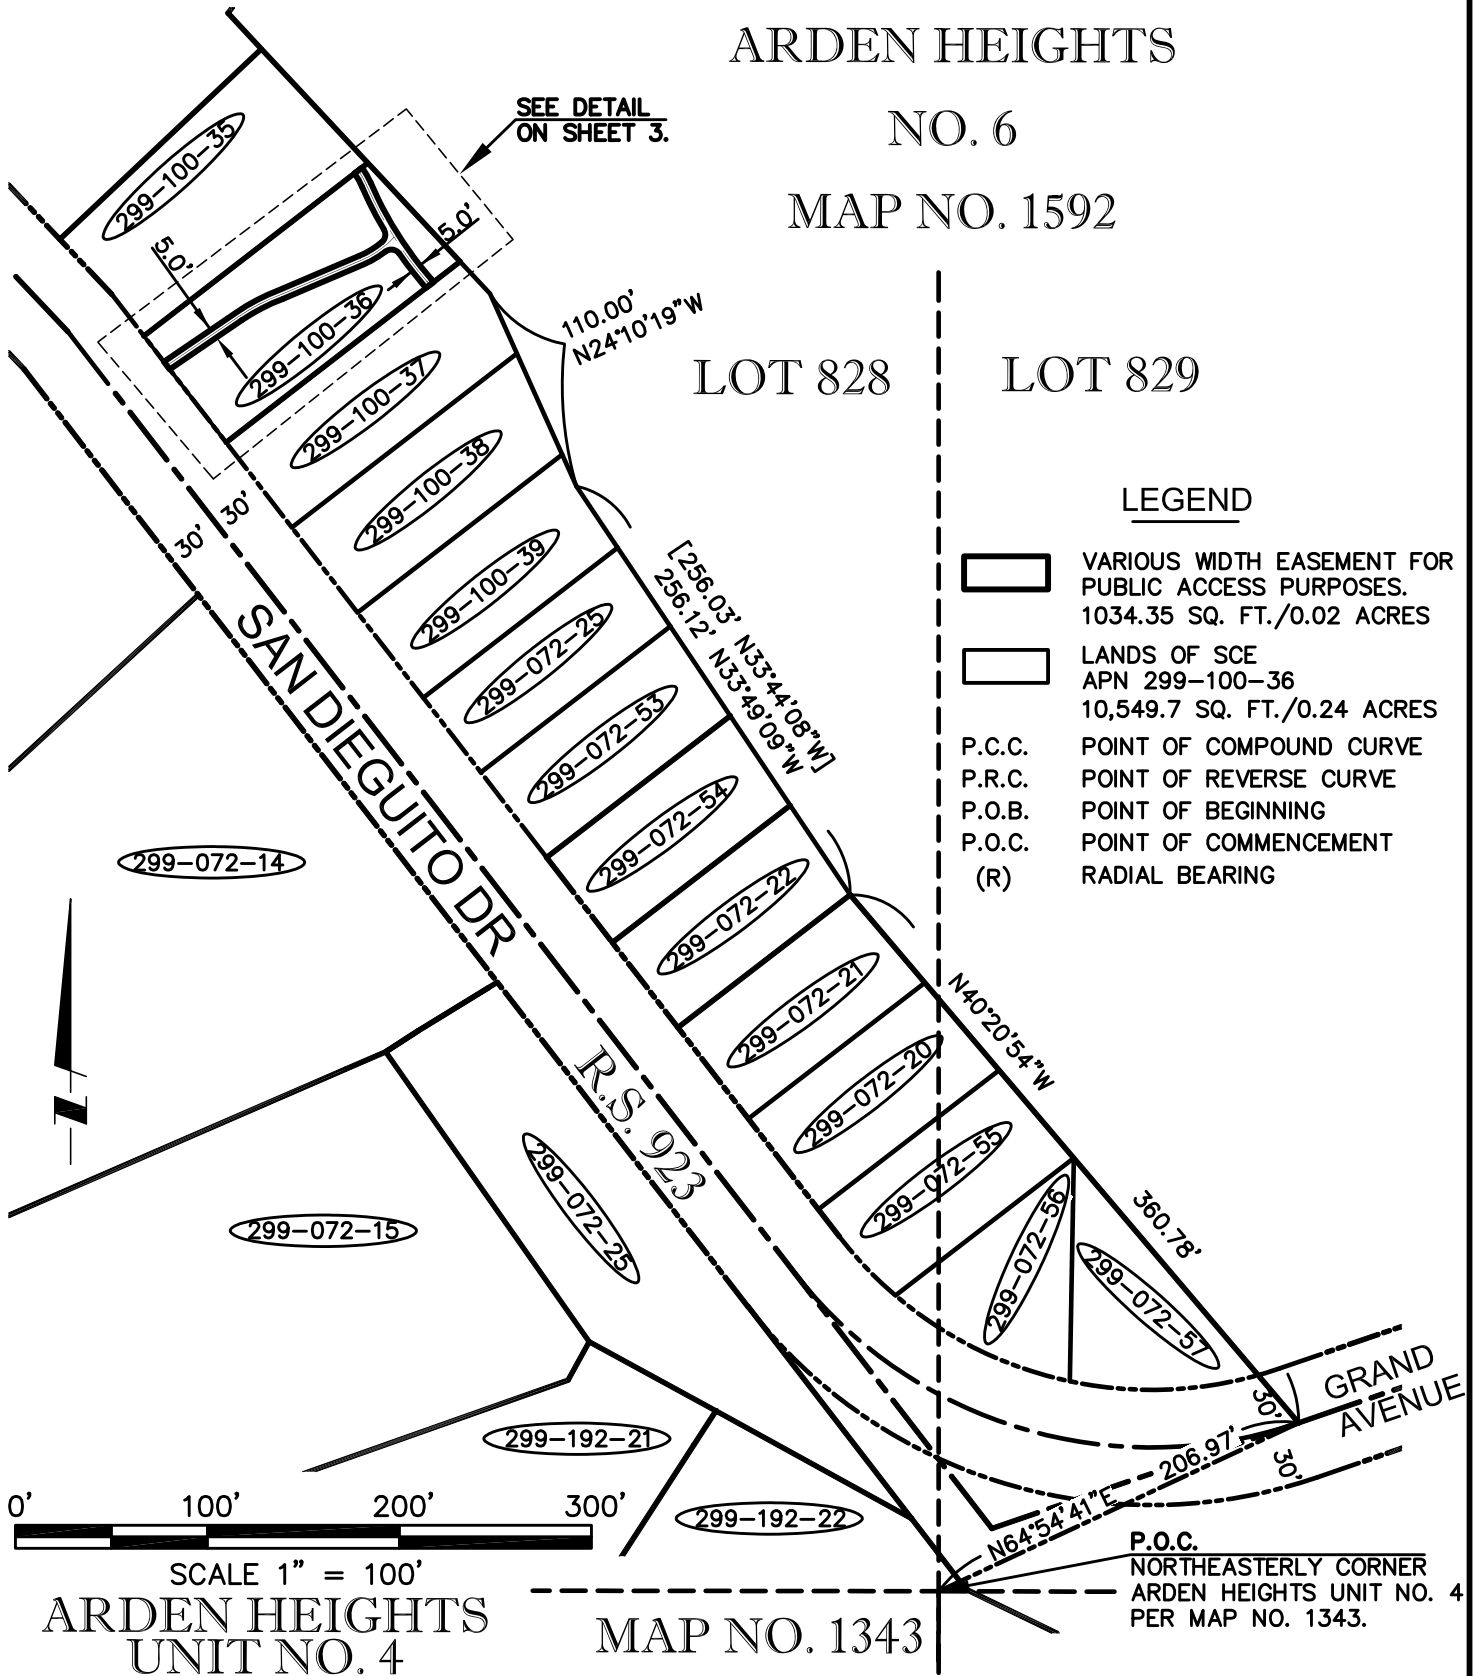 ARDEN HEIGHTS
NO. 6
MAP NO. 1592
SEE DETAIL
ON SHEET 3.
299-100-35
5.0'
5.0'
299-100-36
110.00'
N24°10'19"W
LOT 828
LOT 829
299-100-37
299-100-38
30'
30'
299-100-39
[256.03' N33°44'08"W]
256.12' N33°49'09"W
LEGEND
VARIOUS WIDTH EASEMENT FOR
PUBLIC ACCESS PURPOSES.
1034.35 SQ. FT./0.02 ACRES
LANDS OF SCE
APN 299-100-36
10,549.7 SQ. FT./0.24 ACRES
P.C.C. POINT OF COMPOUND CURVE
P.R.C. POINT OF REVERSE CURVE
P.O.B. POINT OF BEGINNING
P.O.C. POINT OF COMMENCEMENT
(R) RADIAL BEARING
SAN DIEGUITO DR
299-072-25
299-072-53
299-072-54
299-072-14
299-072-22
299-072-21
N40°20'54"W
299-072-20
R.S. 923
299-072-55
N
299-072-25
299-072-15
299-072-56
360.78'
299-072-57
GRAND
AVENUE
30'
30'
206.97'
N64°54'41"E
299-192-21
299-192-22
0' 100' 200' 300'
SCALE 1" = 100'
P.O.C.
NORTHEASTERLY CORNER
ARDEN HEIGHTS UNIT NO. 4
PER MAP NO. 1343.
ARDEN HEIGHTS
UNIT NO. 4
MAP NO. 1343